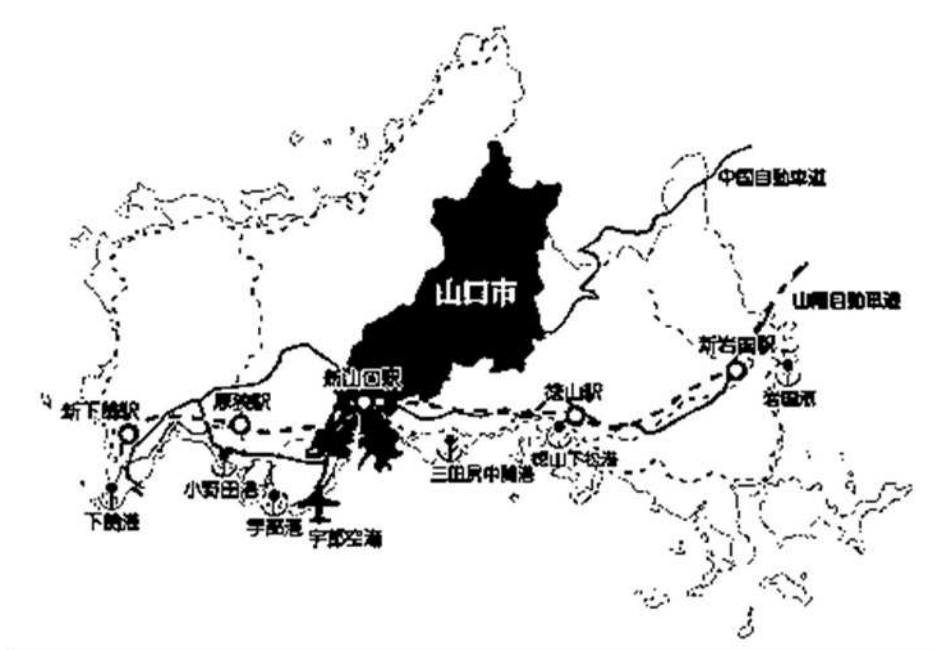 中国自動車道
山口市
山陽自動車道
新岩国駅
新山口駅
岩国港
徳山駅
厚狭駅
新下関駅
徳山下松港
三田尻中関港
小野田港
下関港
宇部港
宇部空港